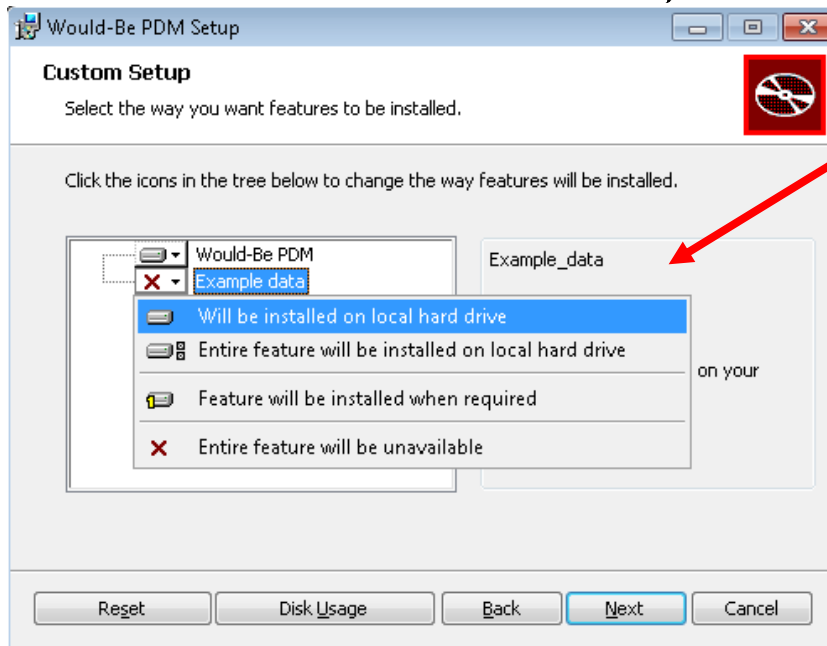 Would-Be PDM Setup
Custom Setup
Select the way you want features to be installed.
Click the icons in the tree below to change the way features will be installed.
Would-Be PDM
Example data
Example_data
Will be installed on local hard drive
Entire feature will be installed on local hard drive
on your
Feature will be installed when required
Entire feature will be unavailable
Reset
Disk Usage
Back
Next
Cancel